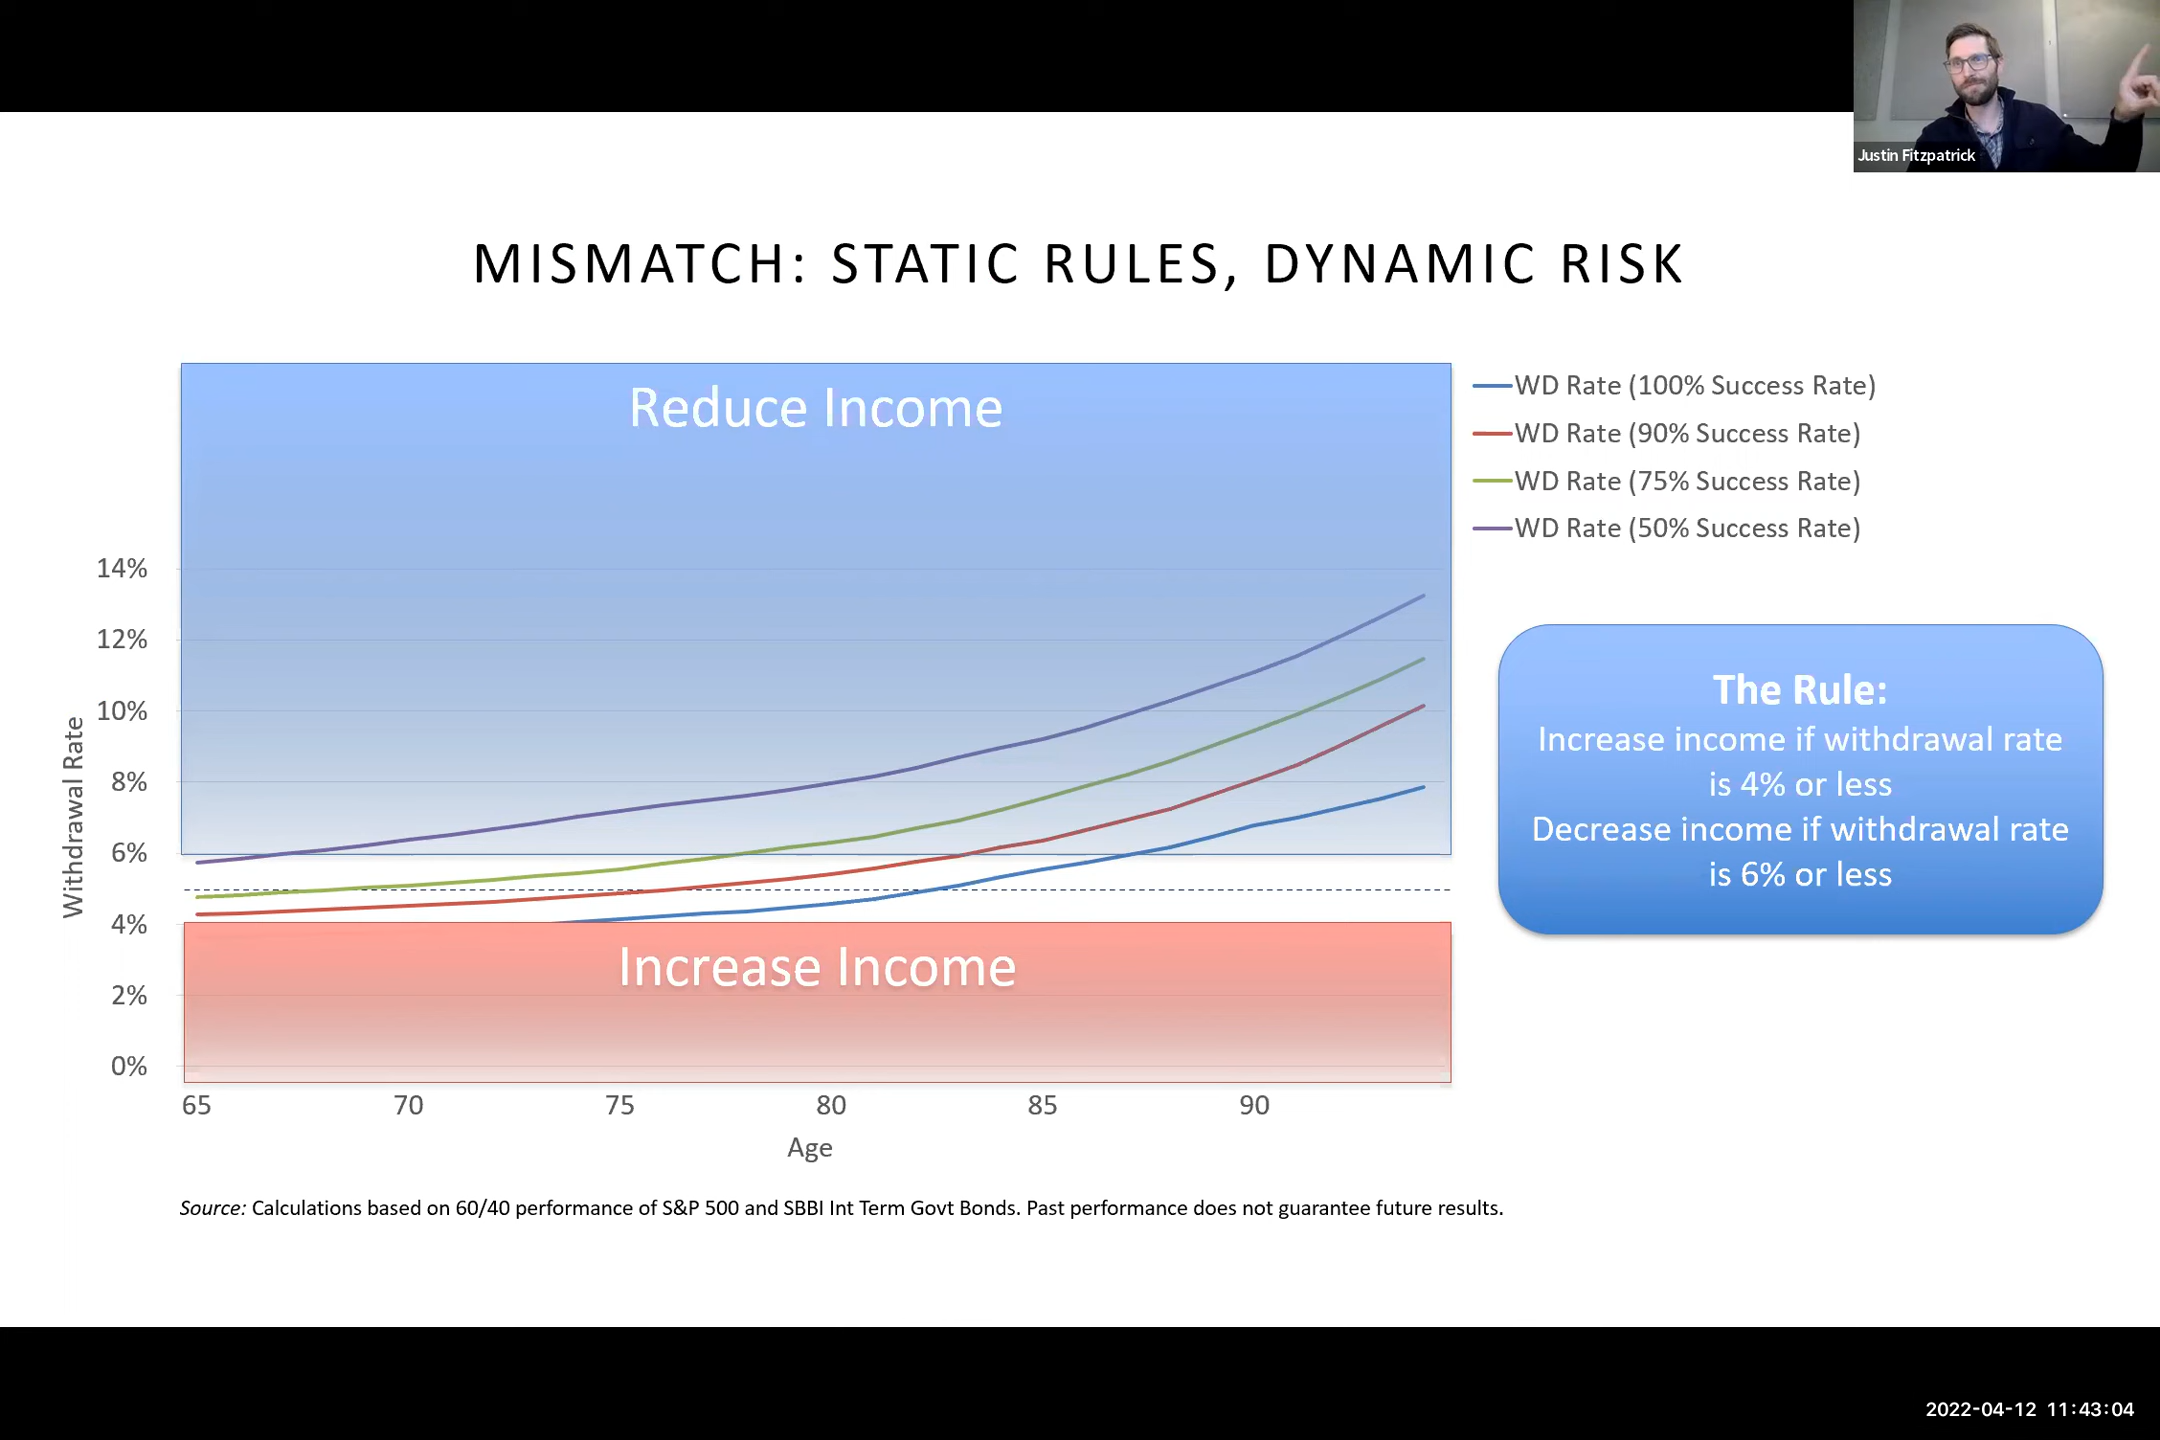 Justin Fitzpatrick
MISMATCH: STATIC RULES, DYNAMIC RISK
Reduce Income
WD Rate (100% Success Rate)
WD Rate (90% Success Rate)
WD Rate (75% Success Rate)
WD Rate (50% Success Rate)
14%
12%
10%
8%
6%
4%
2%
0%
Withdrawal Rate
Increase Income
65 70 75 80 85 90
Age
The Rule:
Increase income if withdrawal rate
is 4% or less
Decrease income if withdrawal rate
is 6% or less
Source: Calculations based on 60/40 performance of S&P 500 and SBBI Int Term Govt Bonds. Past performance does not guarantee future results.
2022-04-12 11:43:04